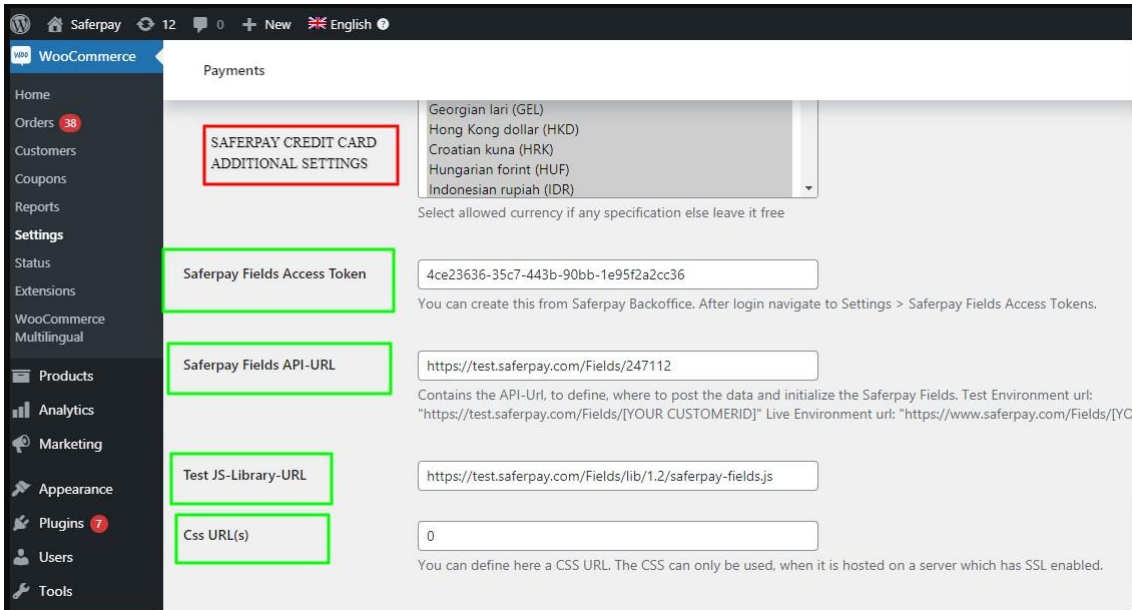 Saferpay 12 0 + New English
woo WooCommerce
Payments
Home
Orders 38
Customers
Coupons
Reports
Settings
Status
Extensions
WooCommerce
Multilingual
Products
Analytics
Marketing
Appearance
Plugins 7
Users
Tools
SAFERPAY CREDIT CARD
ADDITIONAL SETTINGS
Georgian lari (GEL)
Hong Kong dollar (HKD)
Croatian kuna (HRK)
Hungarian forint (HUF)
Indonesian rupiah (IDR)
Select allowed currency if any specification else leave it free
Saferpay Fields Access Token
4ce23636-35c7-443b-90bb-1e95f2a2cc36
You can create this from Saferpay Backoffice. After login navigate to Settings > Saferpay Fields Access Tokens.
Saferpay Fields API-URL
https://test.saferpay.com/Fields/247112
Contains the API-Url, to define, where to post the data and initialize the Saferpay Fields. Test Environment url:
"https://test.saferpay.com/Fields/[YOUR CUSTOMERID]" Live Environment url: "https://www.saferpay.com/Fields/[YO
Test JS-Library-URL
https://test.saferpay.com/Fields/lib/1.2/saferpay-fields.js
Css URL(s)
0
You can define here a CSS URL. The CSS can only be used, when it is hosted on a server which has SSL enabled.